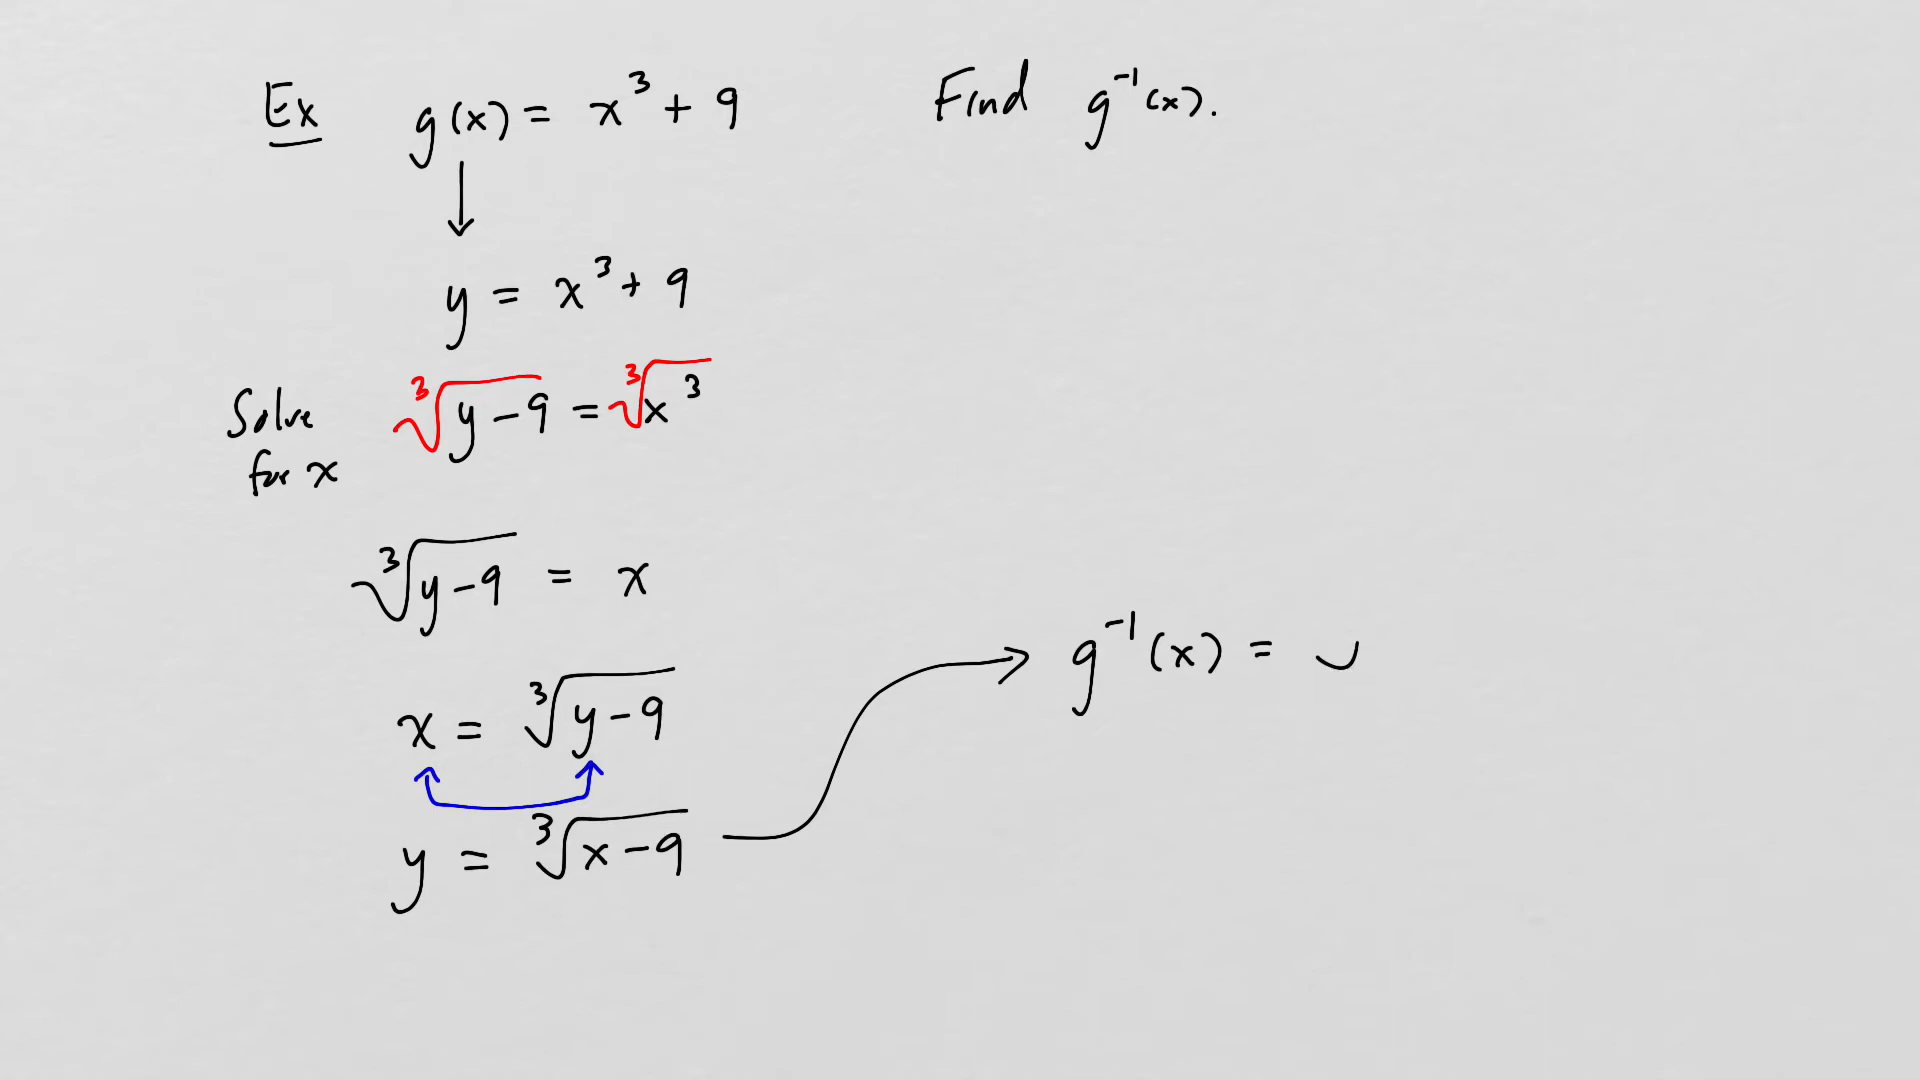 Ex g(x) = x³ + 9 Find g⁻¹(x).
↓
y = x³ + 9
Solve for x ∛(y-9) = ∛(x³)
∛(y-9) = x
x = ∛(y-9)
y = ∛(x-9) → g⁻¹(x) =